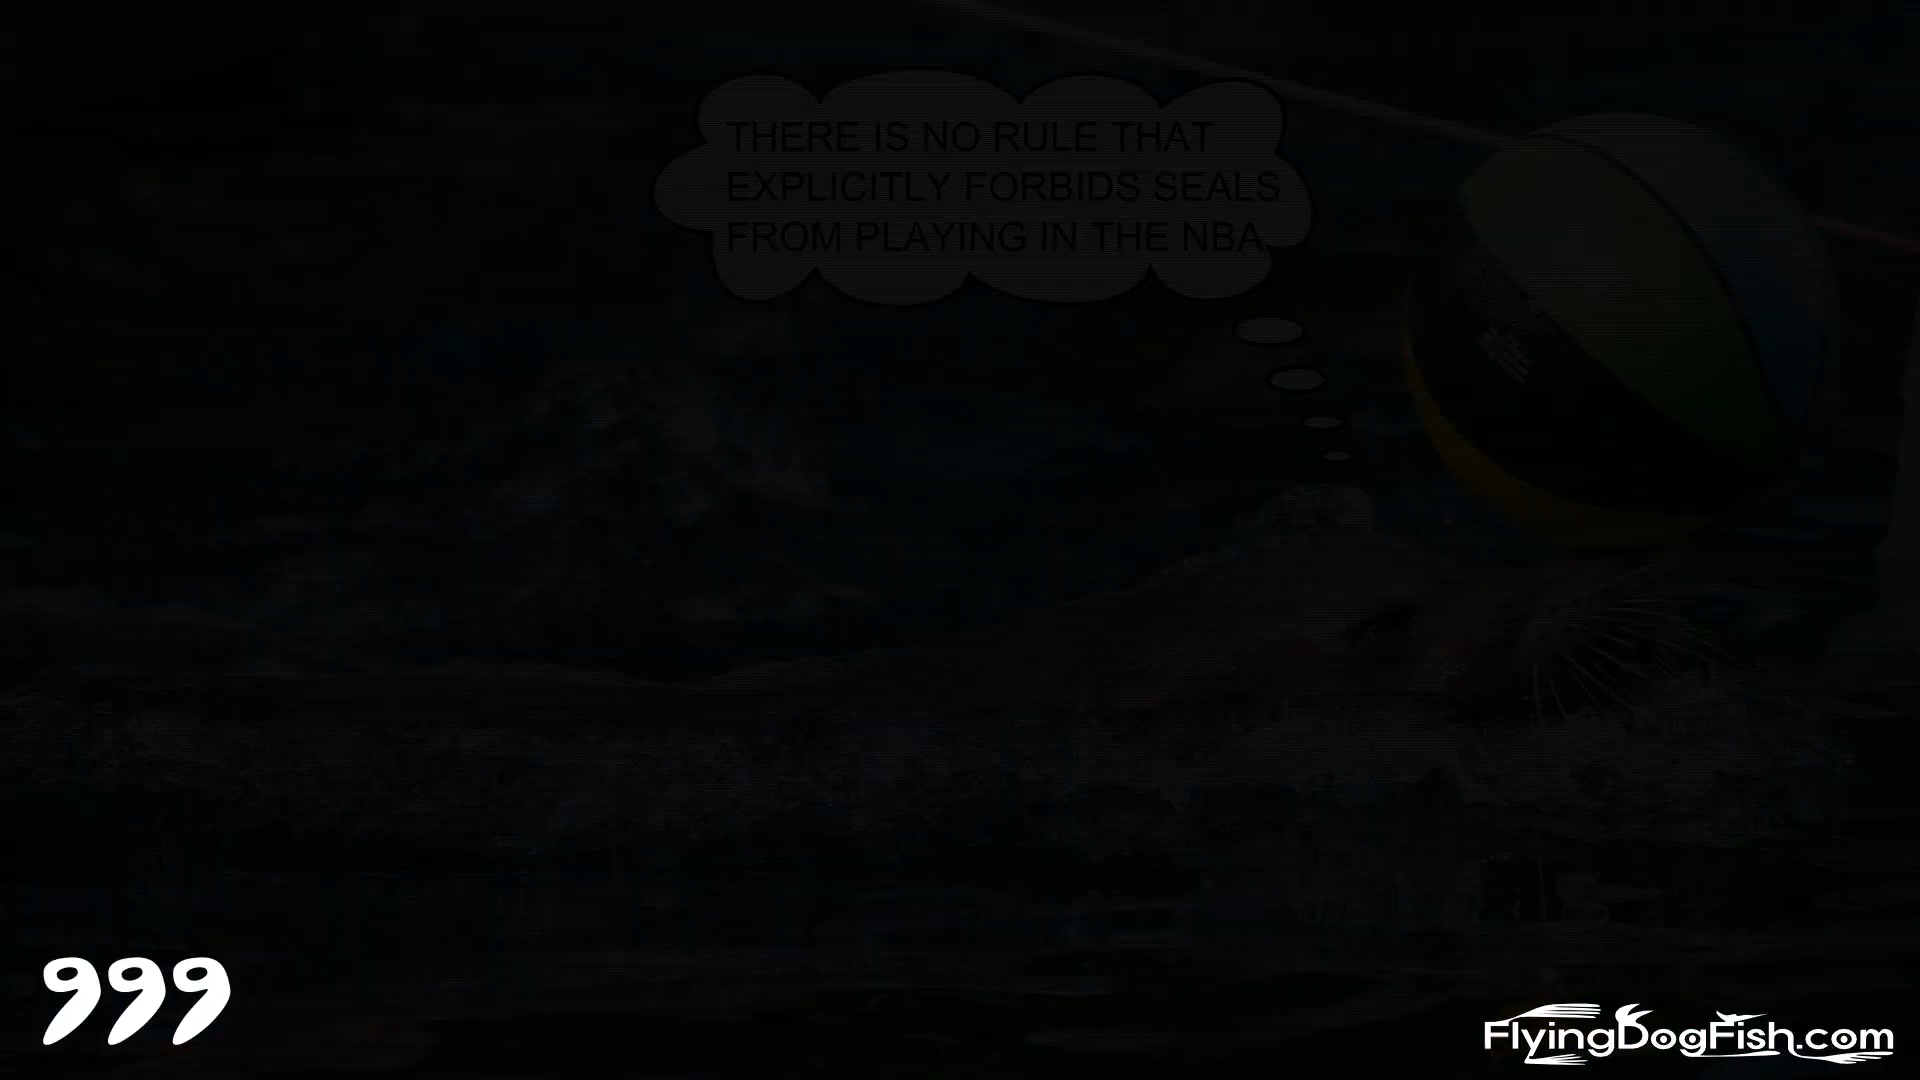 THERE IS NO RULE THAT
EXPLICITLY FORBIDS SEALS
FROM PLAYING IN THE NBA
999
FlyingDogFish.com